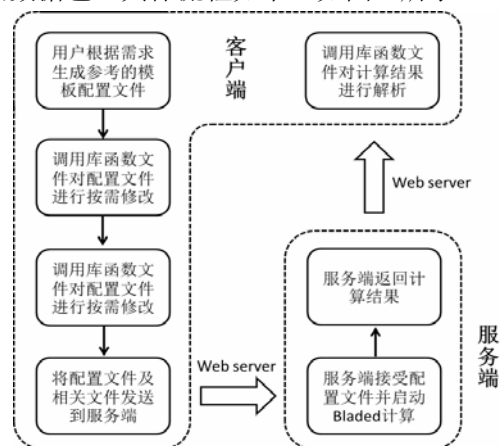 用户根据需求
生成参考的模
板配置文件
调用库函数文
件对配置文件
进行按需修改
调用库函数文
件对配置文件
进行按需修改
将配置文件及
相关文件发送
到服务端
客户端
调用库函数文
件对计算结果
进行解析
Web server
Web server
服务端返回计
算结果
服务端接受配
置文件并启动
Bladed计算
服务端